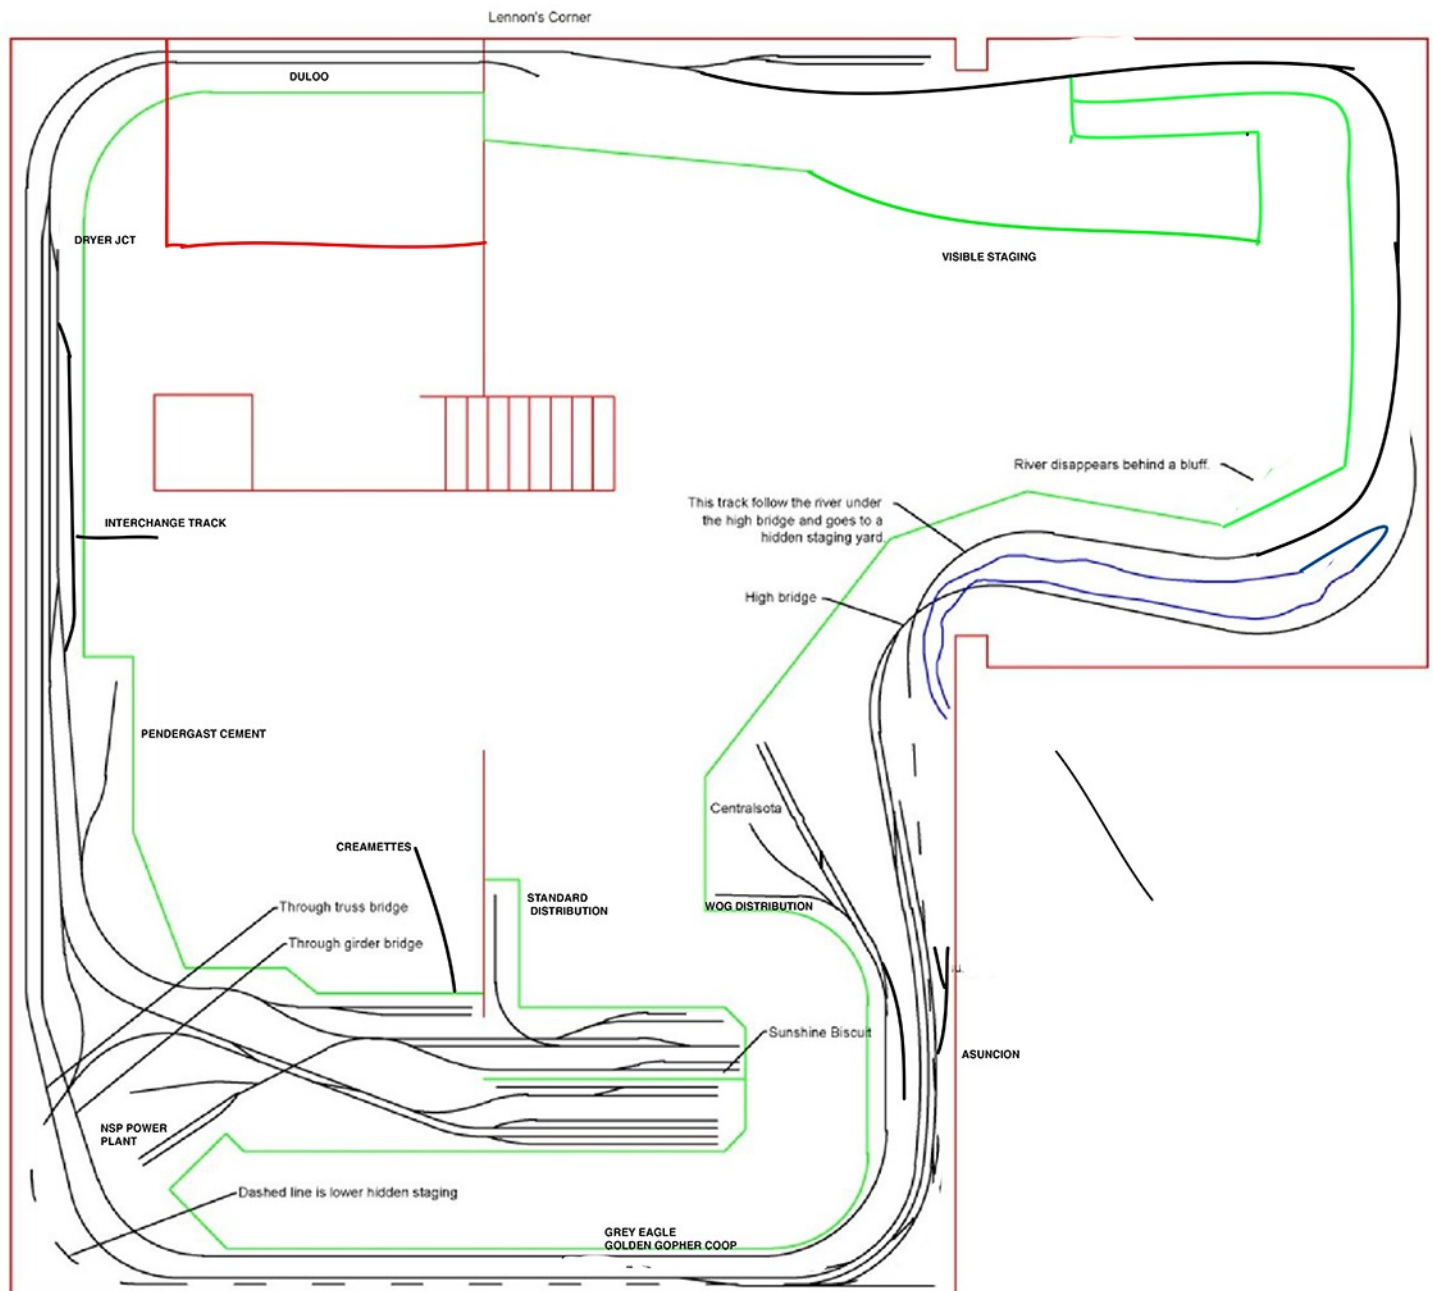 Lennon's Corner
DULOO
DRYER JCT
VISIBLE STAGING
River disappears behind a bluff.
This track follow the river under
the high bridge and goes to a
hidden staging yard.
INTERCHANGE TRACK
High bridge
PENDERGAST CEMENT
Centralsota
CREAMETTES
STANDARD
DISTRIBUTION
WOG DISTRIBUTION
Through truss bridge
Through girder bridge
Sunshine Biscuit
ASUNCION
NSP POWER
PLANT
Dashed line is lower hidden staging
GREY EAGLE
GOLDEN GOPHER COOP